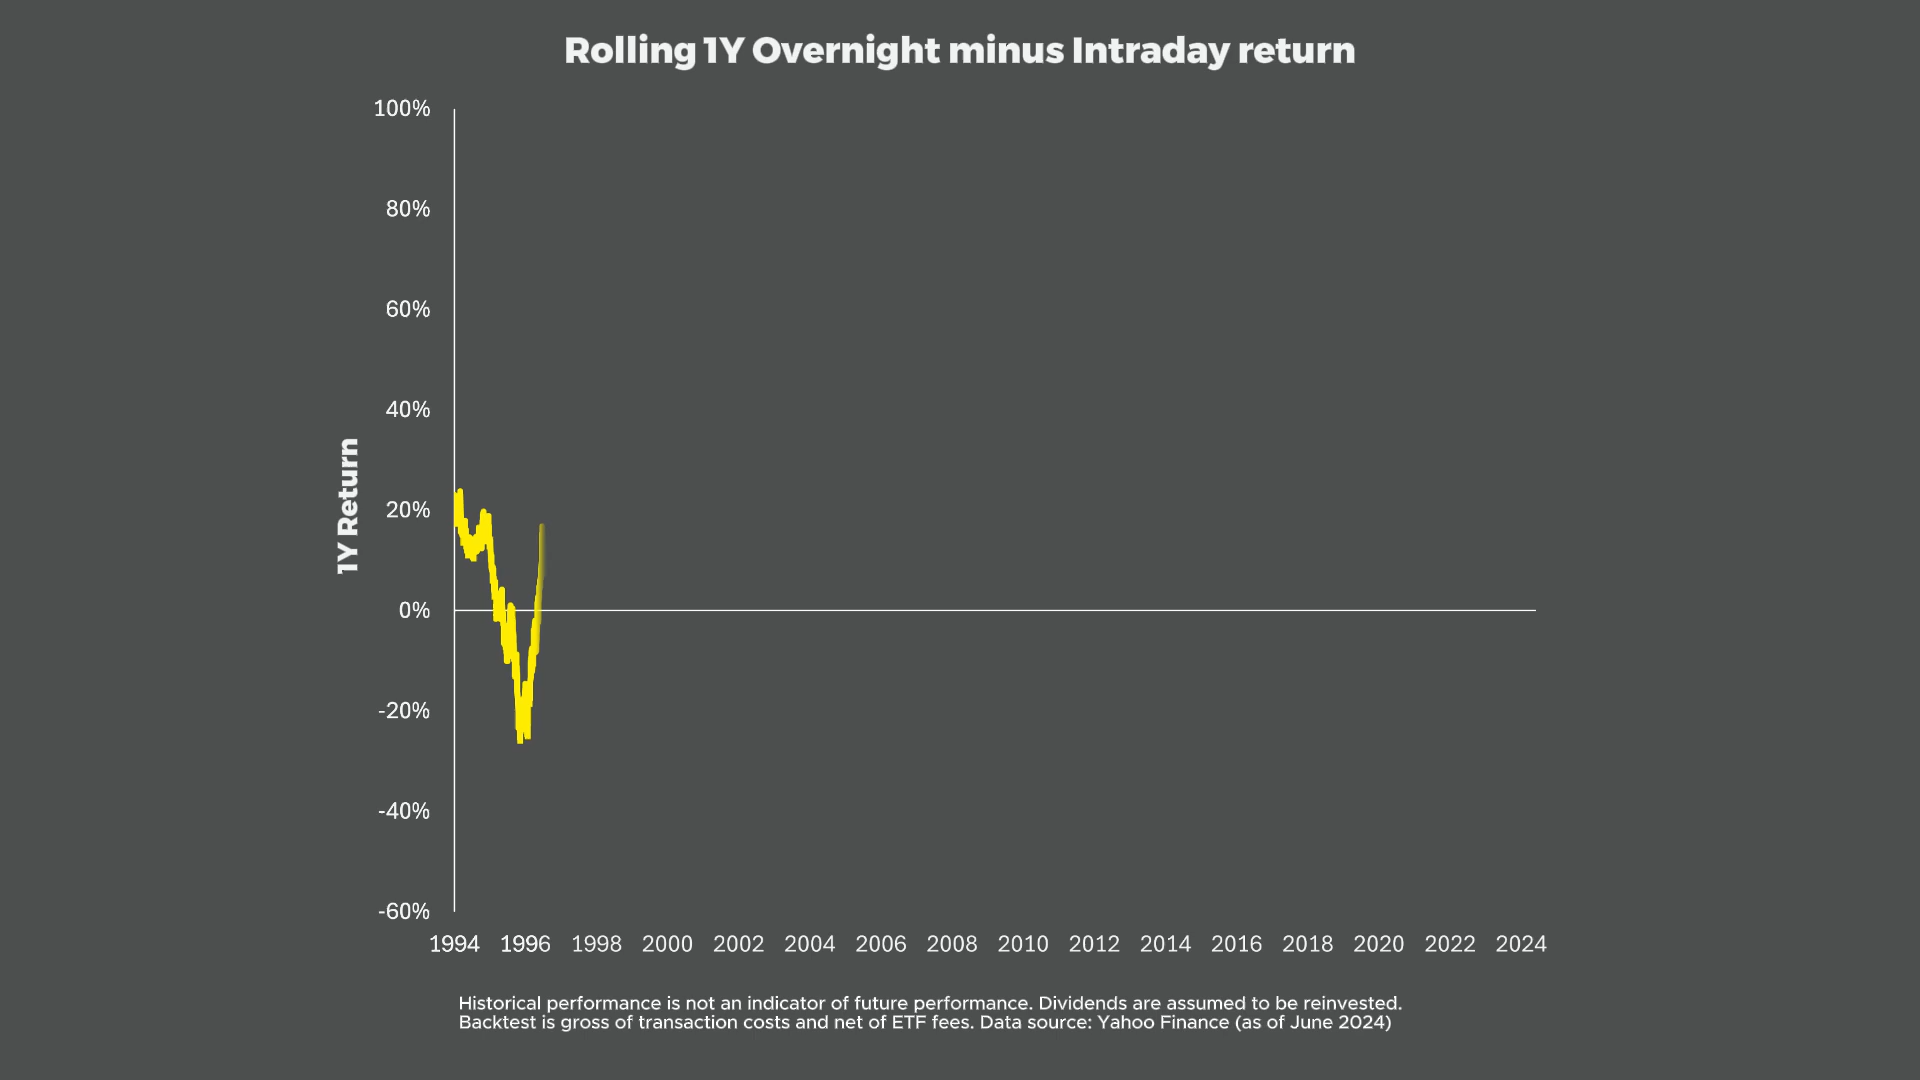 Rolling 1Y Overnight minus Intraday return
100%
80%
60%
40%
20%
0%
-20%
-40%
-60%
1Y Return
1994 1996 1998 2000 2002 2004 2006 2008 2010 2012 2014 2016 2018 2020 2022 2024
Historical performance is not an indicator of future performance. Dividends are assumed to be reinvested.
Backtest is gross of transaction costs and net of ETF fees. Data source: Yahoo Finance (as of June 2024)